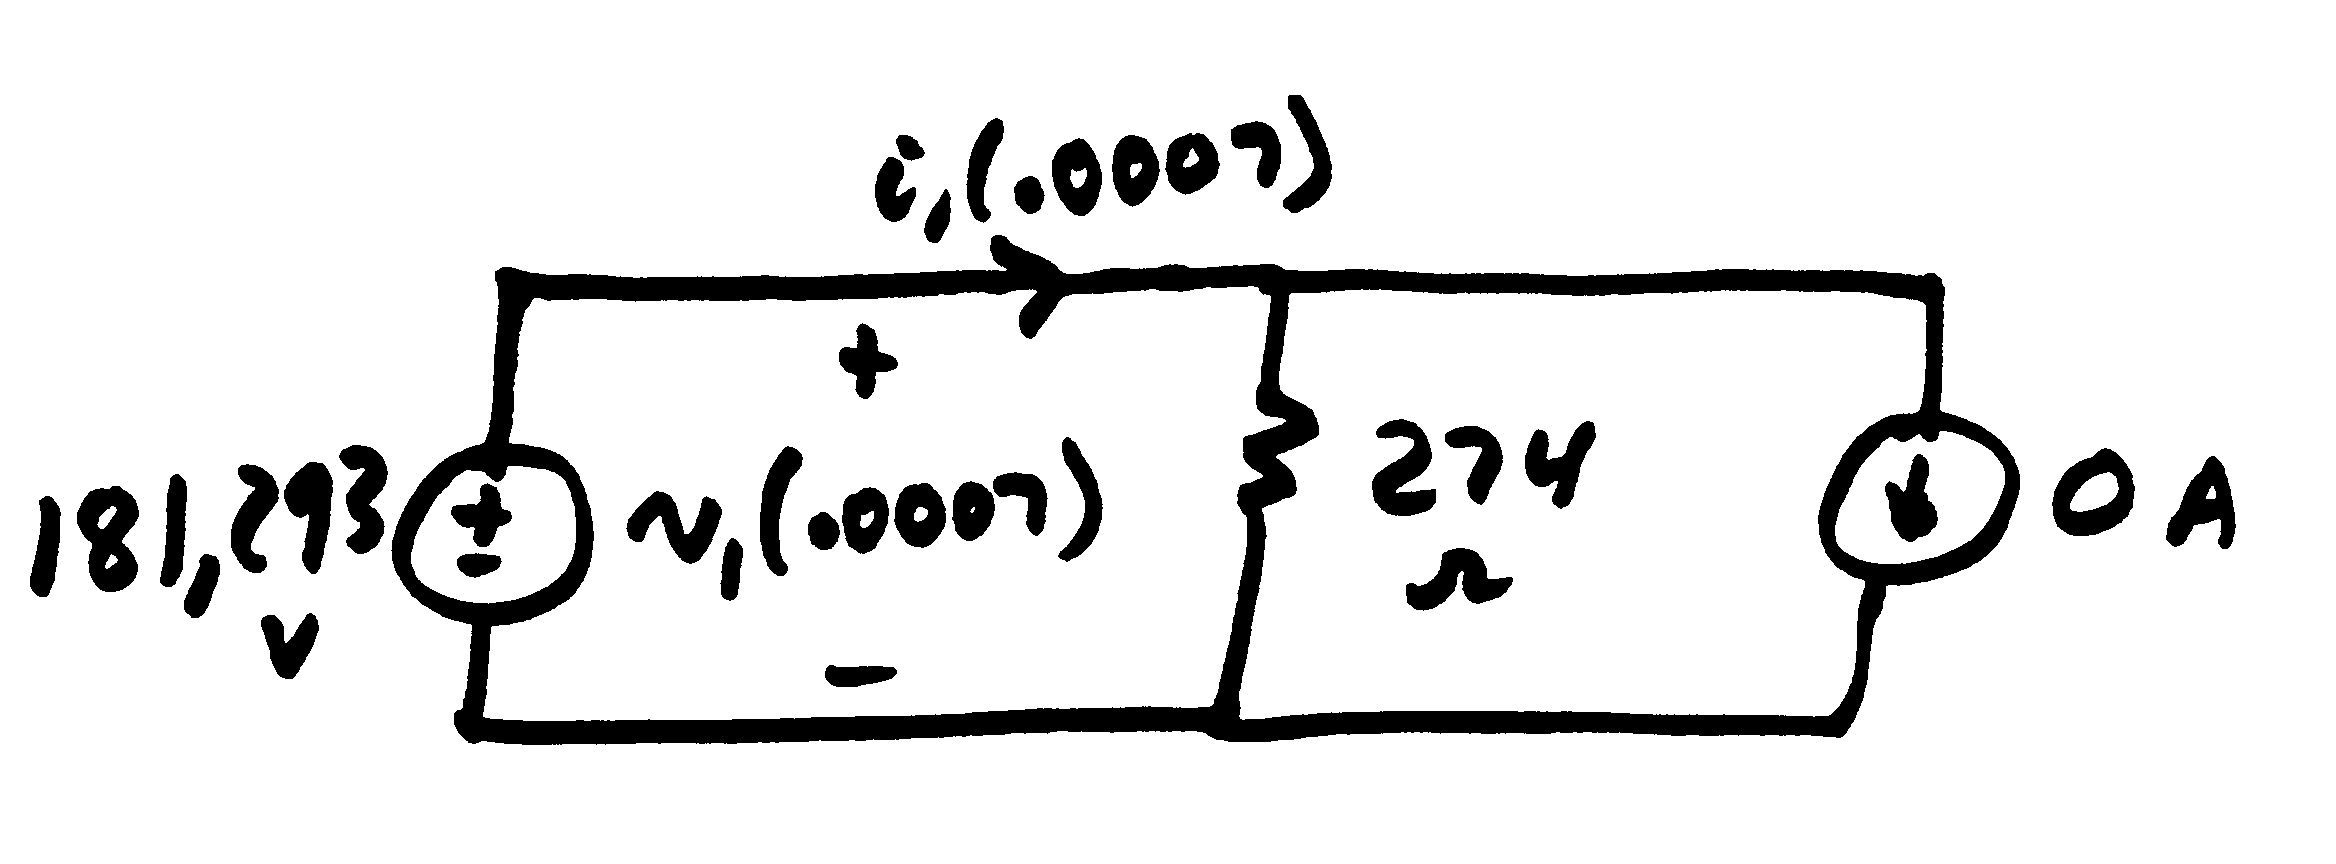 i₁(.0007)
+
181,293
V
+
-
v₁(.0007)
274
Ω
0 A
-